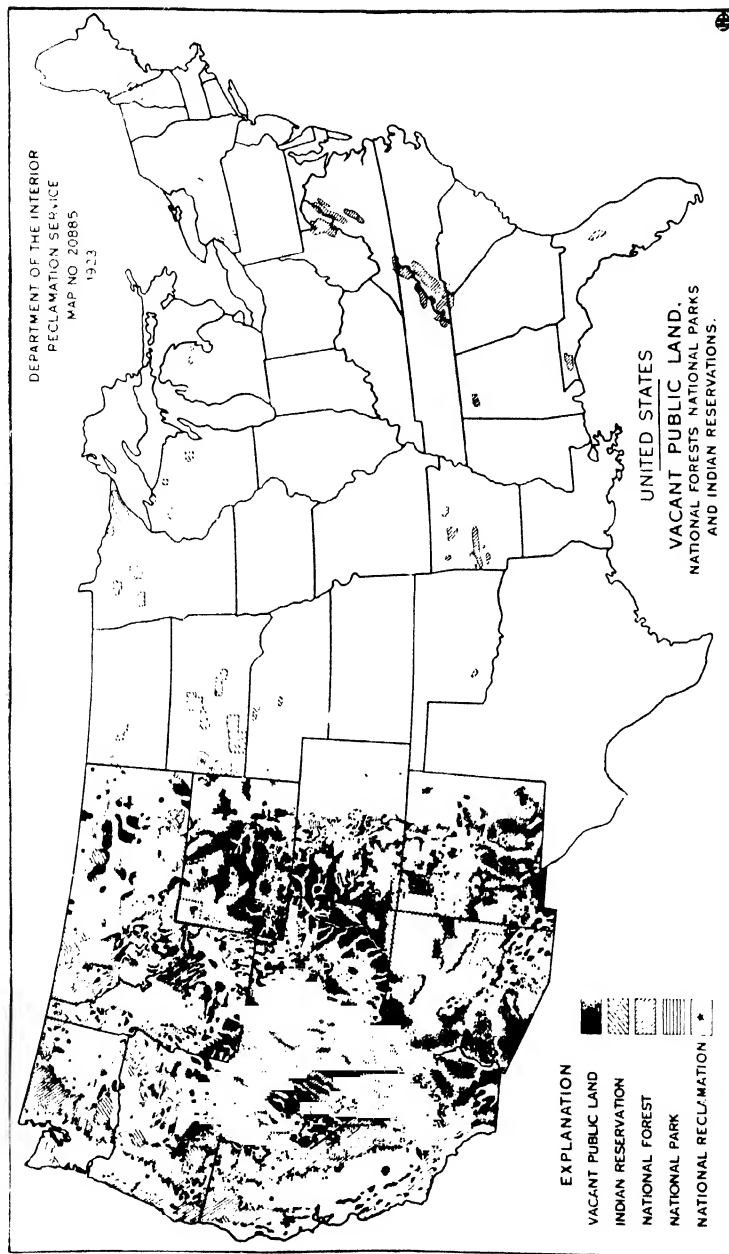 DEPARTMENT OF THE INTERIOR
RECLAMATION SERVICE
MAP NO. 20885
1923
UNITED STATES
VACANT PUBLIC LAND,
NATIONAL FORESTS NATIONAL PARKS
AND INDIAN RESERVATIONS.
EXPLANATION
VACANT PUBLIC LAND
INDIAN RESERVATION
NATIONAL FOREST
NATIONAL PARK
NATIONAL RECLAMATION